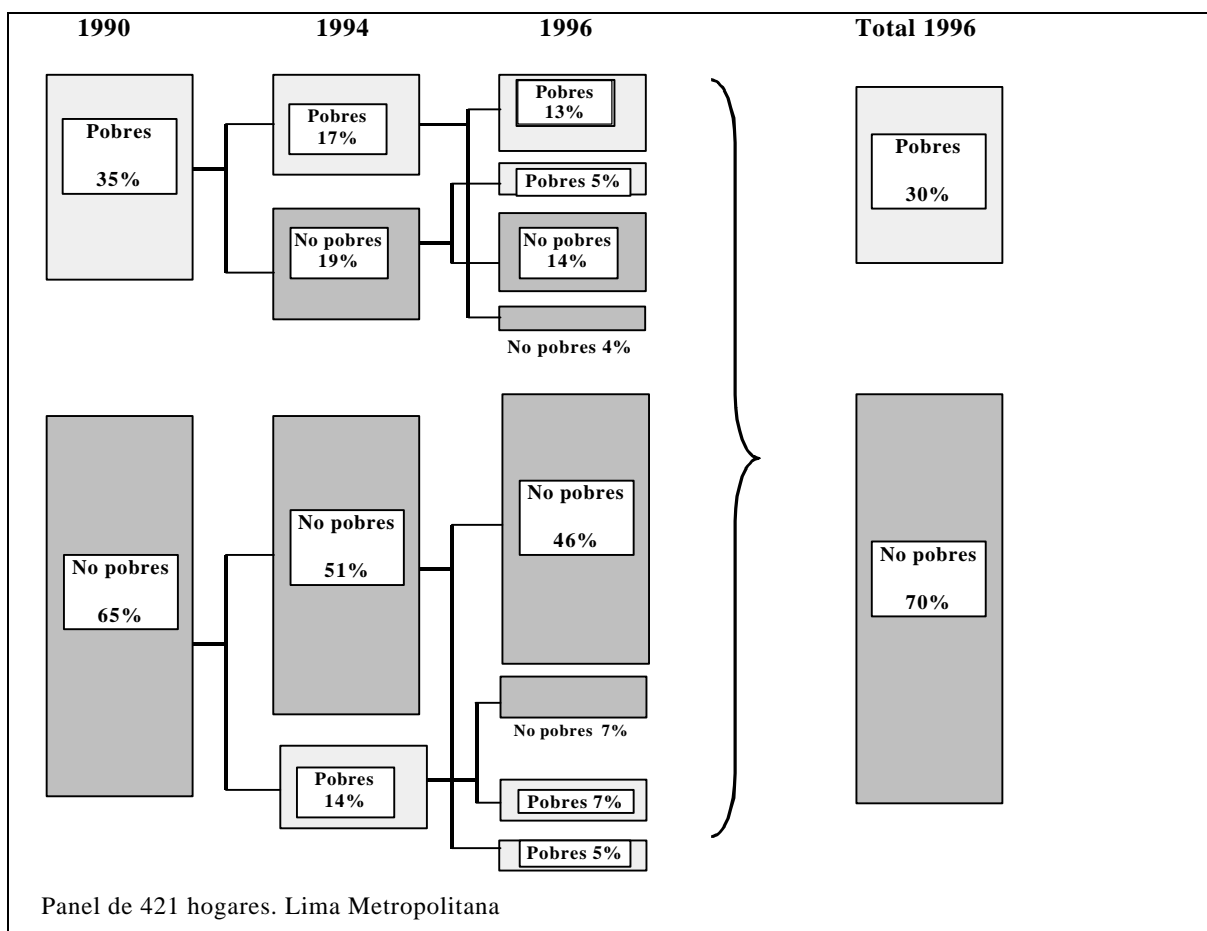 1990 1994 1996 Total 1996
Pobres
35%
Pobres
17%
No pobres
19%
Pobres
13%
Pobres 5%
No pobres
14%
No pobres 4%
Pobres
30%
No pobres
65%
No pobres
51%
Pobres
14%
No pobres
46%
No pobres 7%
Pobres 7%
Pobres 5%
No pobres
70%
Panel de 421 hogares. Lima Metropolitana